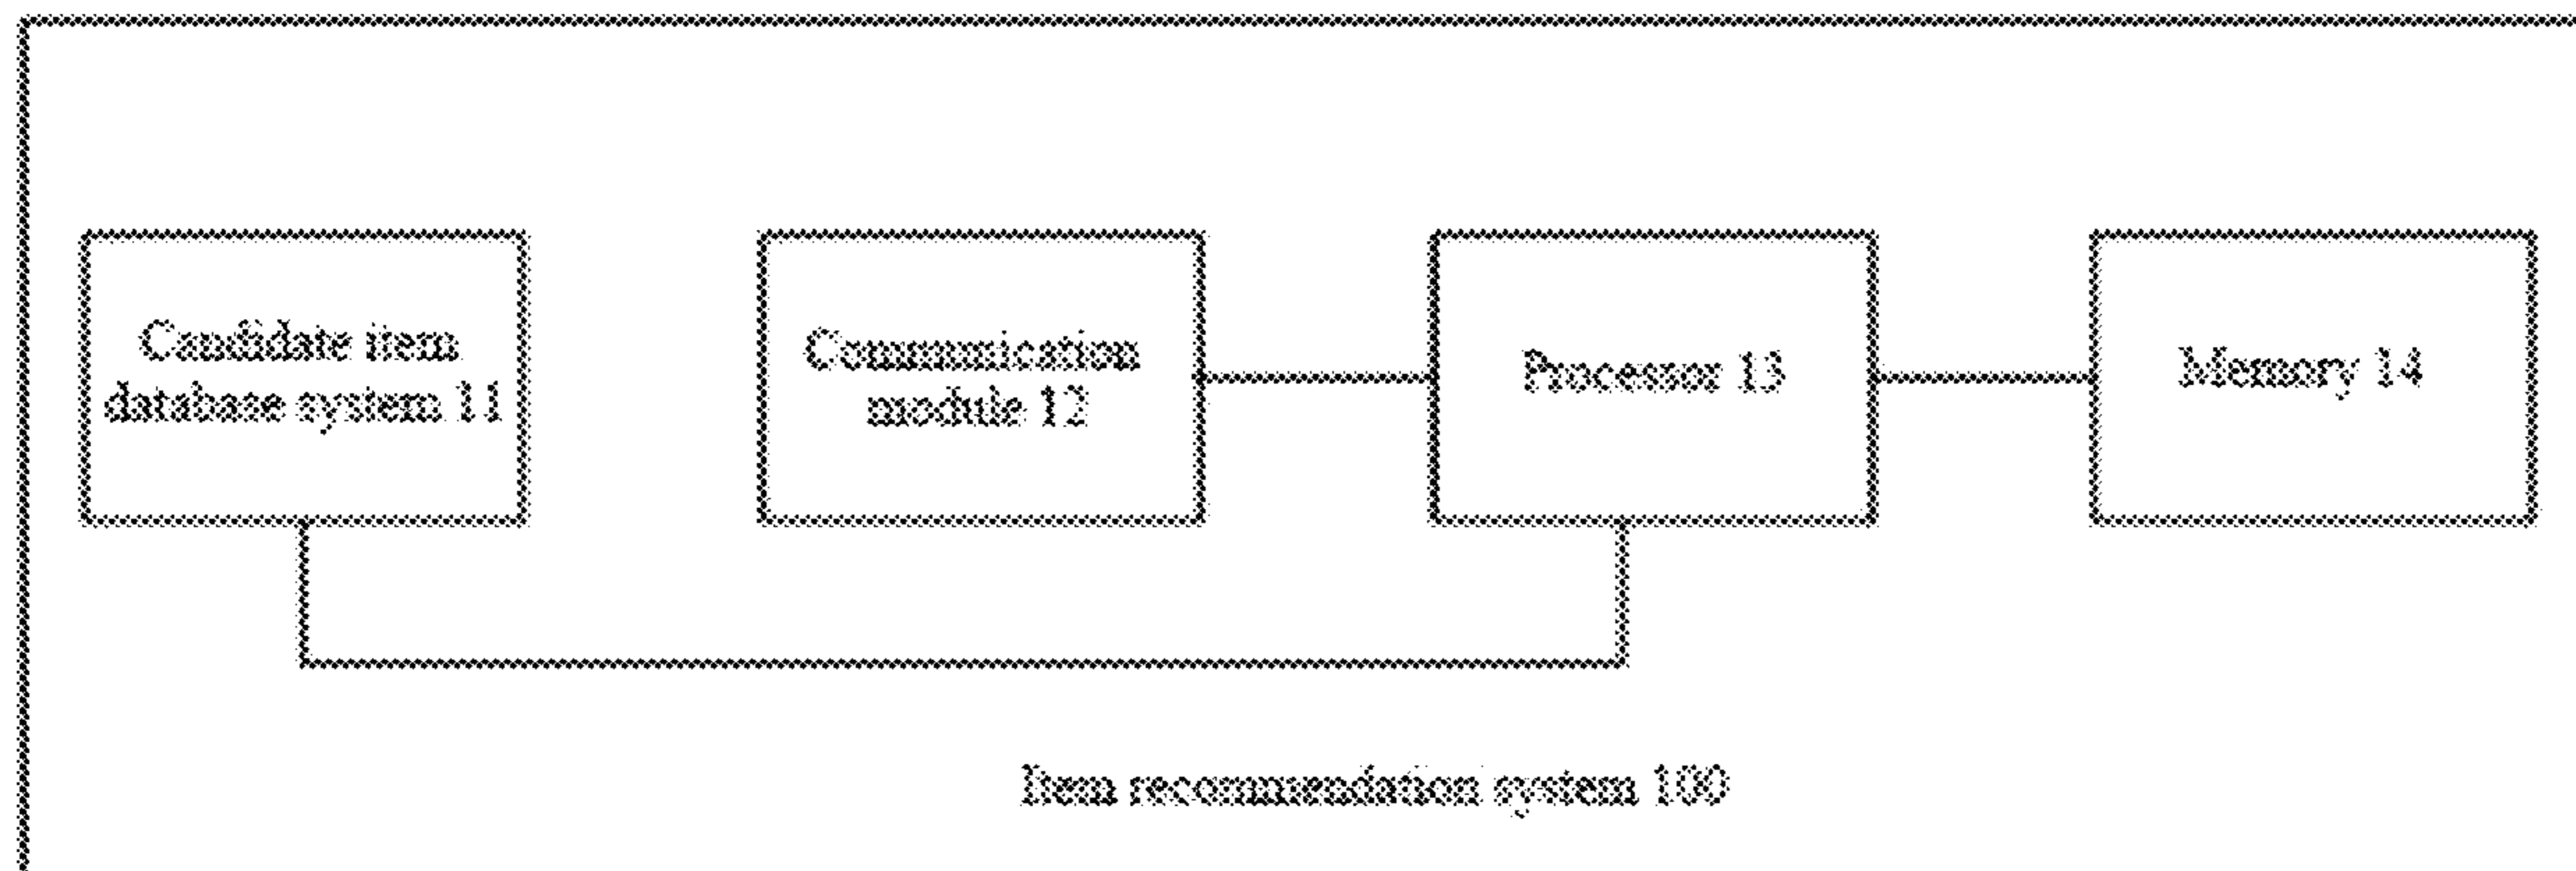 Candidate item
database system 11
Communication
module 12
Processor 13
Memory 14
Item recommendation system 100